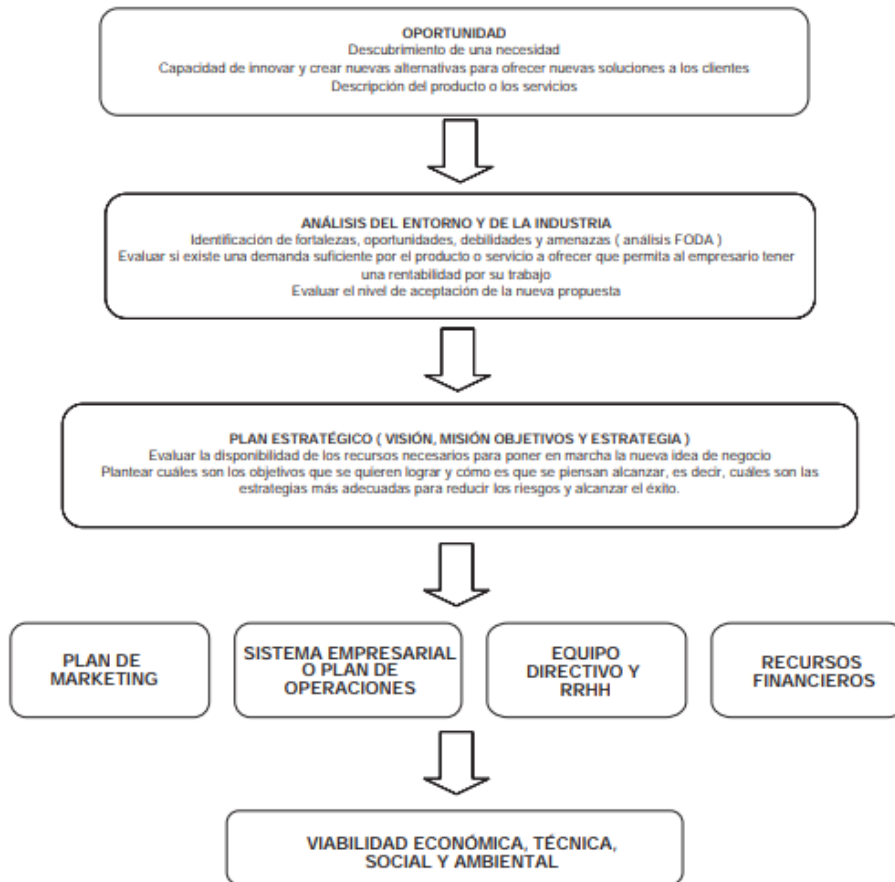 OPORTUNIDAD
Descubrimiento de una necesidad
Capacidad de innovar y crear nuevas alternativas para ofrecer nuevas soluciones a los clientes
Descripción del producto o los servicios
ANÁLISIS DEL ENTORNO Y DE LA INDUSTRIA
Identificación de fortalezas, oportunidades, debilidades y amenazas ( análisis FODA )
Evaluar si existe una demanda suficiente por el producto o servicio a ofrecer que permita al empresario tener
una rentabilidad por su trabajo
Evaluar el nivel de aceptación de la nueva propuesta
PLAN ESTRATÉGICO ( VISIÓN, MISIÓN OBJETIVOS Y ESTRATEGIA )
Evaluar la disponibilidad de los recursos necesarios para poner en marcha la nueva idea de negocio
Plantear cuáles son los objetivos que se quieren lograr y cómo es que se piensan alcanzar, es decir, cuáles son las
estrategias más adecuadas para reducir los riesgos y alcanzar el éxito.
PLAN DE
MARKETING
SISTEMA EMPRESARIAL
O PLAN DE
OPERACIONES
EQUIPO
DIRECTIVO Y
RRHH
RECURSOS
FINANCIEROS
VIABILIDAD ECONÓMICA, TÉCNICA,
SOCIAL Y AMBIENTAL